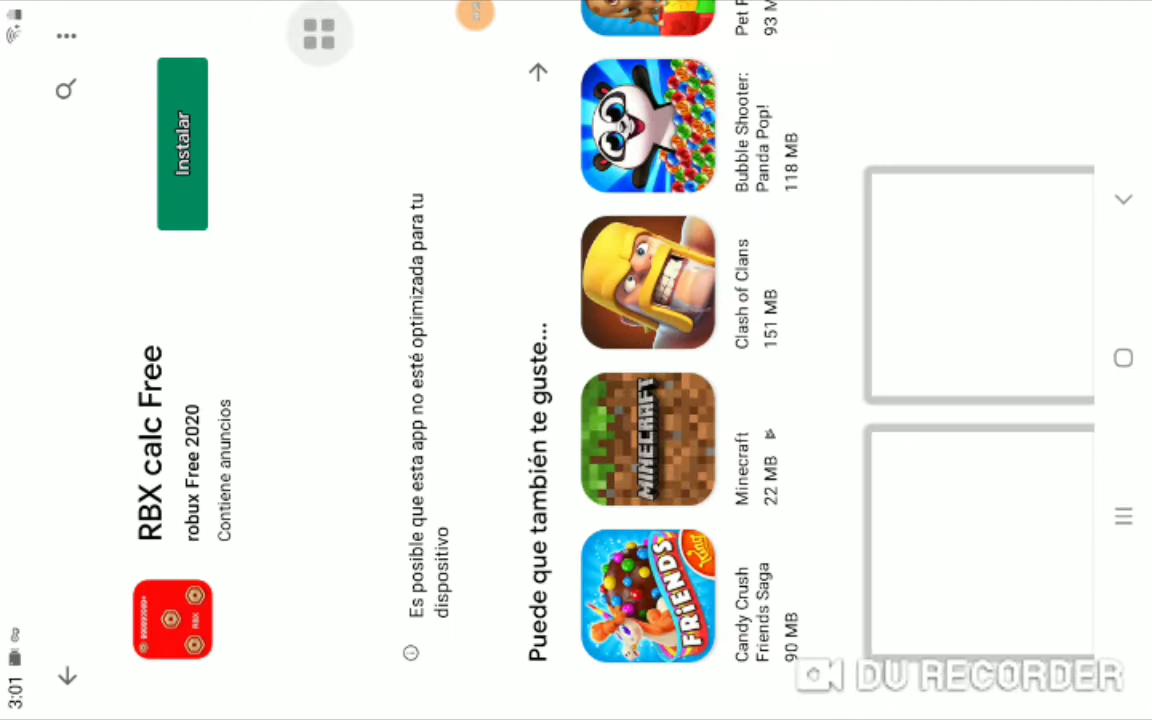 3:01
RBX calc Free
robux Free 2020
Contiene anuncios
Instalar
RBX
Es posible que esta app no esté optimizada para tu
dispositivo
Puede que también te guste...
FRIENDS
King
MINECRAFT
Candy Crush
Friends Saga
90 MB
Minecraft
22 MB
Clash of Clans
151 MB
Bubble Shooter:
Panda Pop!
118 MB
93 M
DU RECORDER